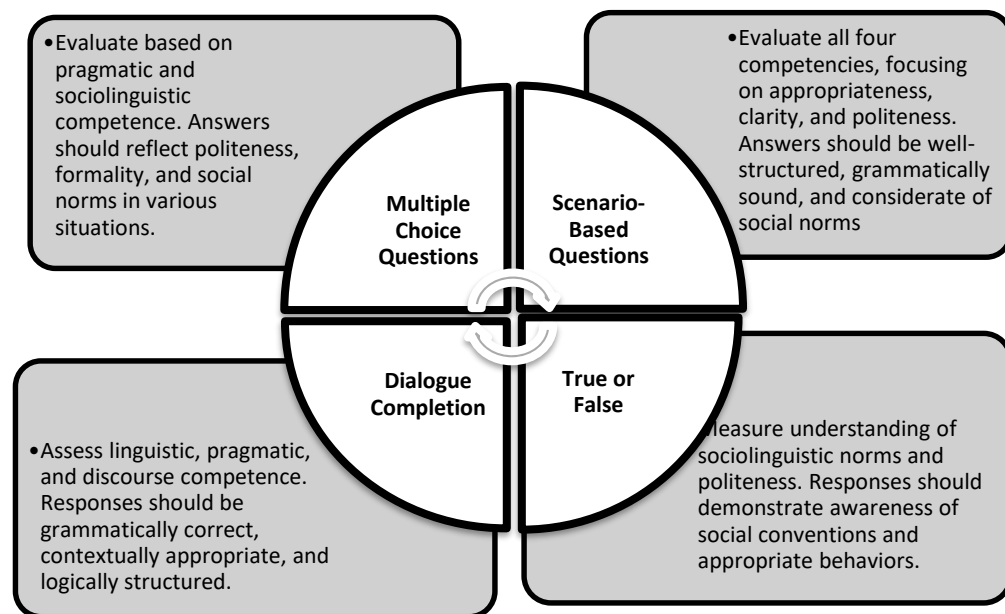 •Evaluate based on
pragmatic and
sociolinguistic
competence. Answers
should reflect politeness,
formality, and social
norms in various
situations.
•Evaluate all four
competencies, focusing
on appropriateness,
clarity, and politeness.
Answers should be well-
structured, grammatically
sound, and considerate of
social norms
Multiple
Choice
Questions
Scenario-
Based
Questions
Dialogue
Completion
True or
False
•Assess linguistic, pragmatic,
and discourse competence.
Responses should be
grammatically correct,
contextually appropriate, and
logically structured.
Measure understanding of
sociolinguistic norms and
politeness. Responses should
demonstrate awareness of
social conventions and
appropriate behaviors.